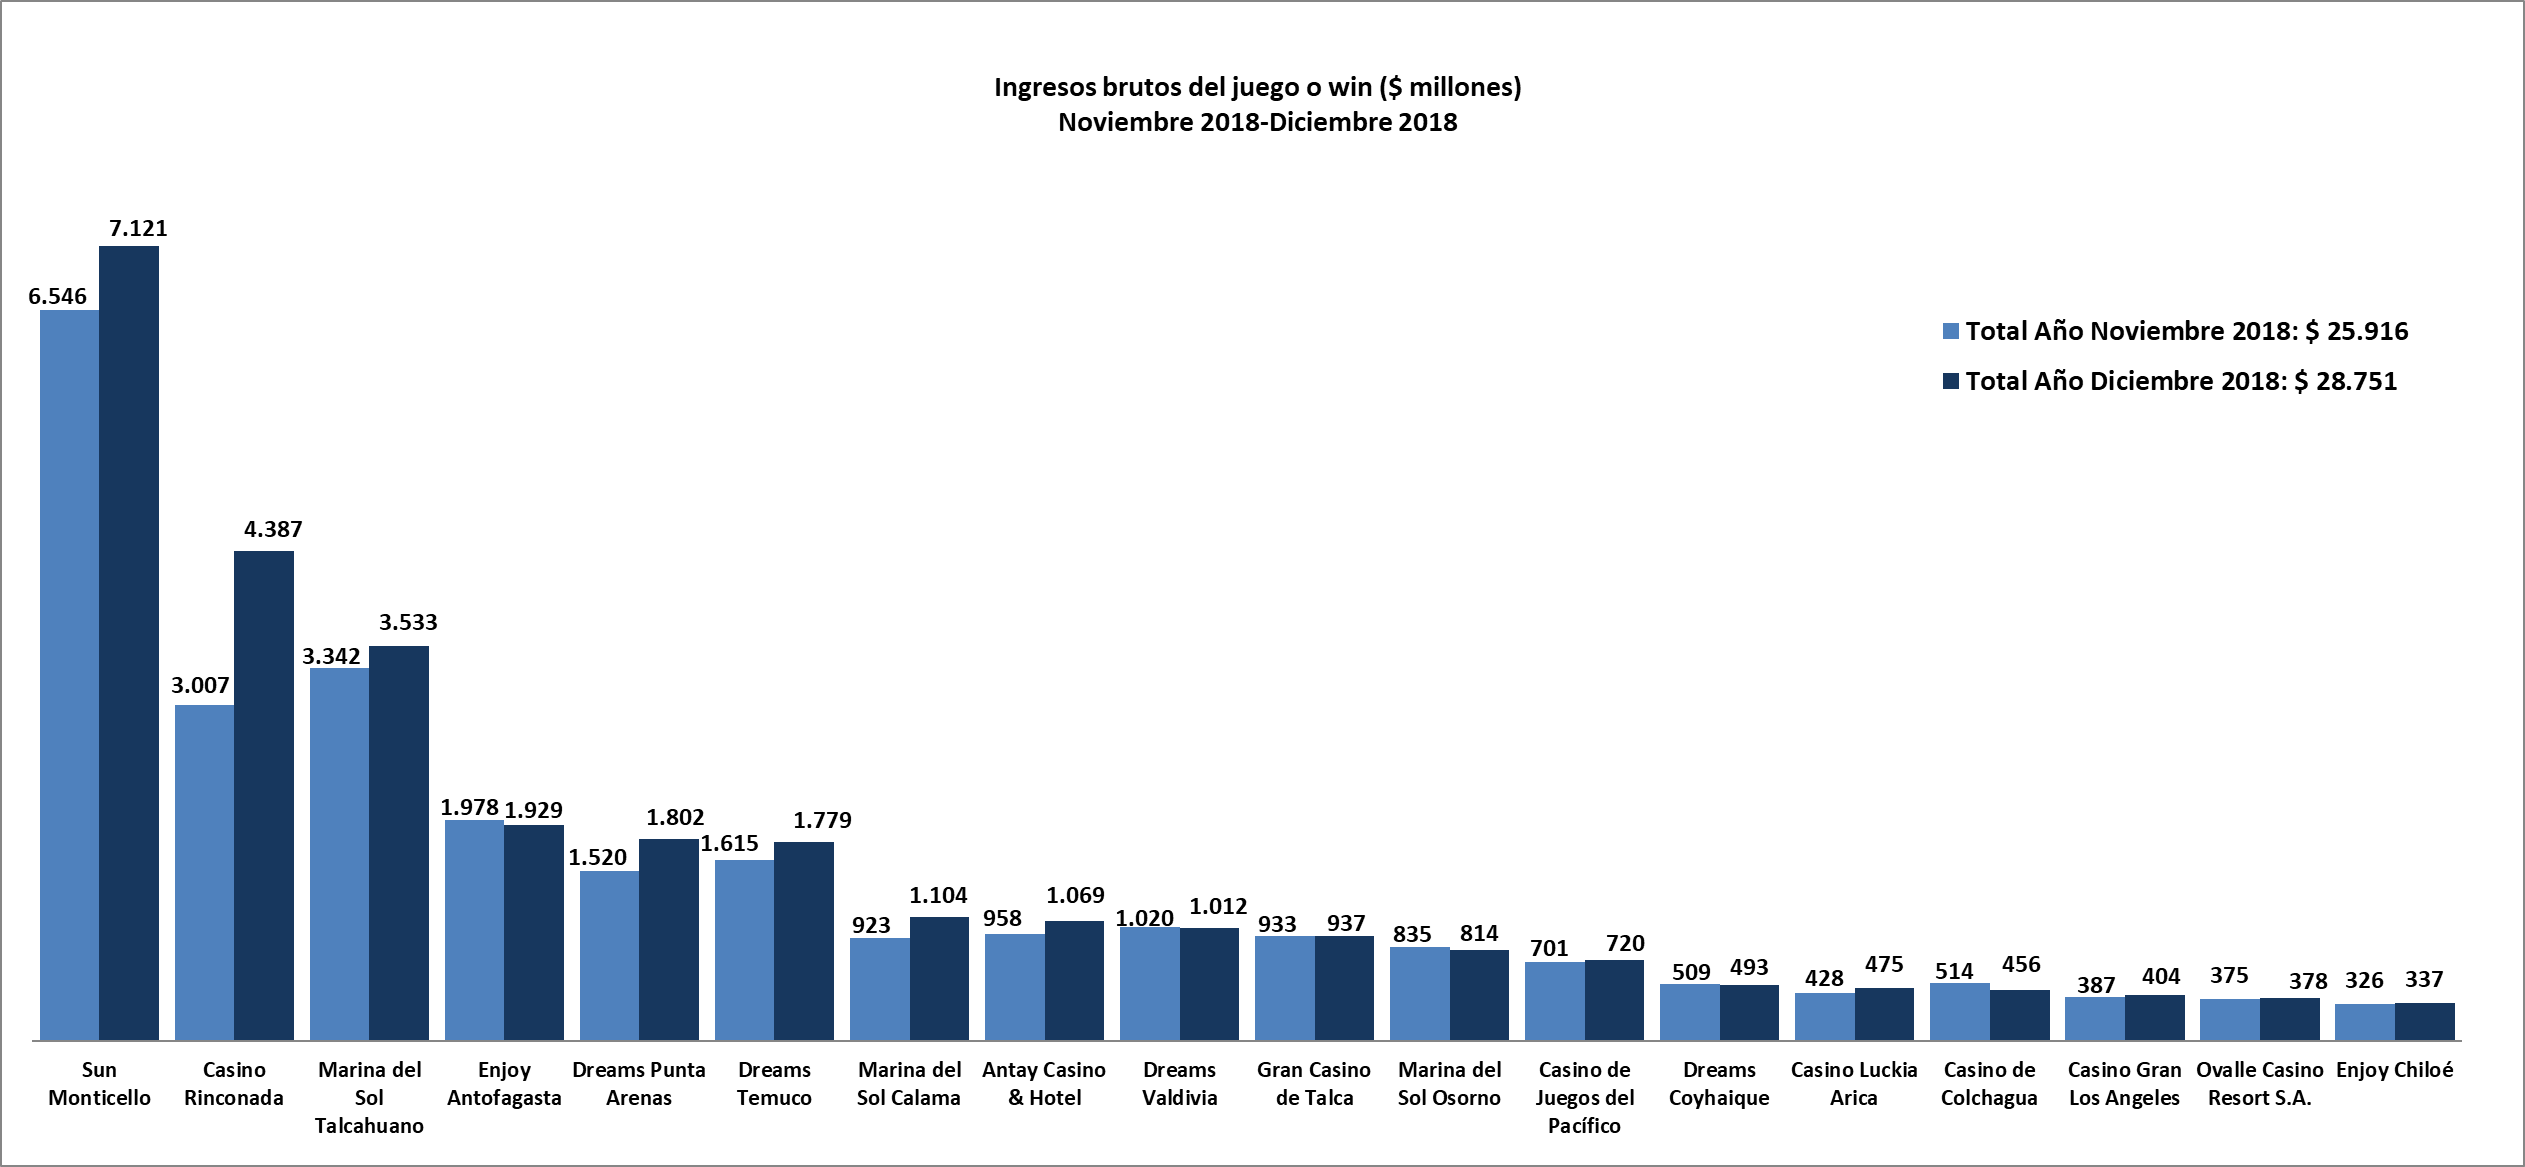 Ingresos brutos del juego o win ($ millones)
Noviembre 2018-Diciembre 2018
Total Año Noviembre 2018: $ 25.916
Total Año Diciembre 2018: $ 28.751
6.546
7.121
3.007
4.387
3.342
3.533
1.978
1.929
1.520
1.802
1.615
1.779
923
1.104
958
1.069
1.020
1.012
933
937
835
814
701
720
509
493
428
475
514
456
387
404
375
378
326
337
Sun
Monticello
Casino
Rinconada
Marina del
Sol
Talcahuano
Enjoy
Antofagasta
Dreams Punta
Arenas
Dreams
Temuco
Marina del
Sol Calama
Antay Casino
& Hotel
Dreams
Valdivia
Gran Casino
de Talca
Marina del
Sol Osorno
Casino de
Juegos del
Pacífico
Dreams
Coyhaique
Casino Luckia
Arica
Casino de
Colchagua
Casino Gran
Los Angeles
Ovalle Casino
Resort S.A.
Enjoy Chiloé